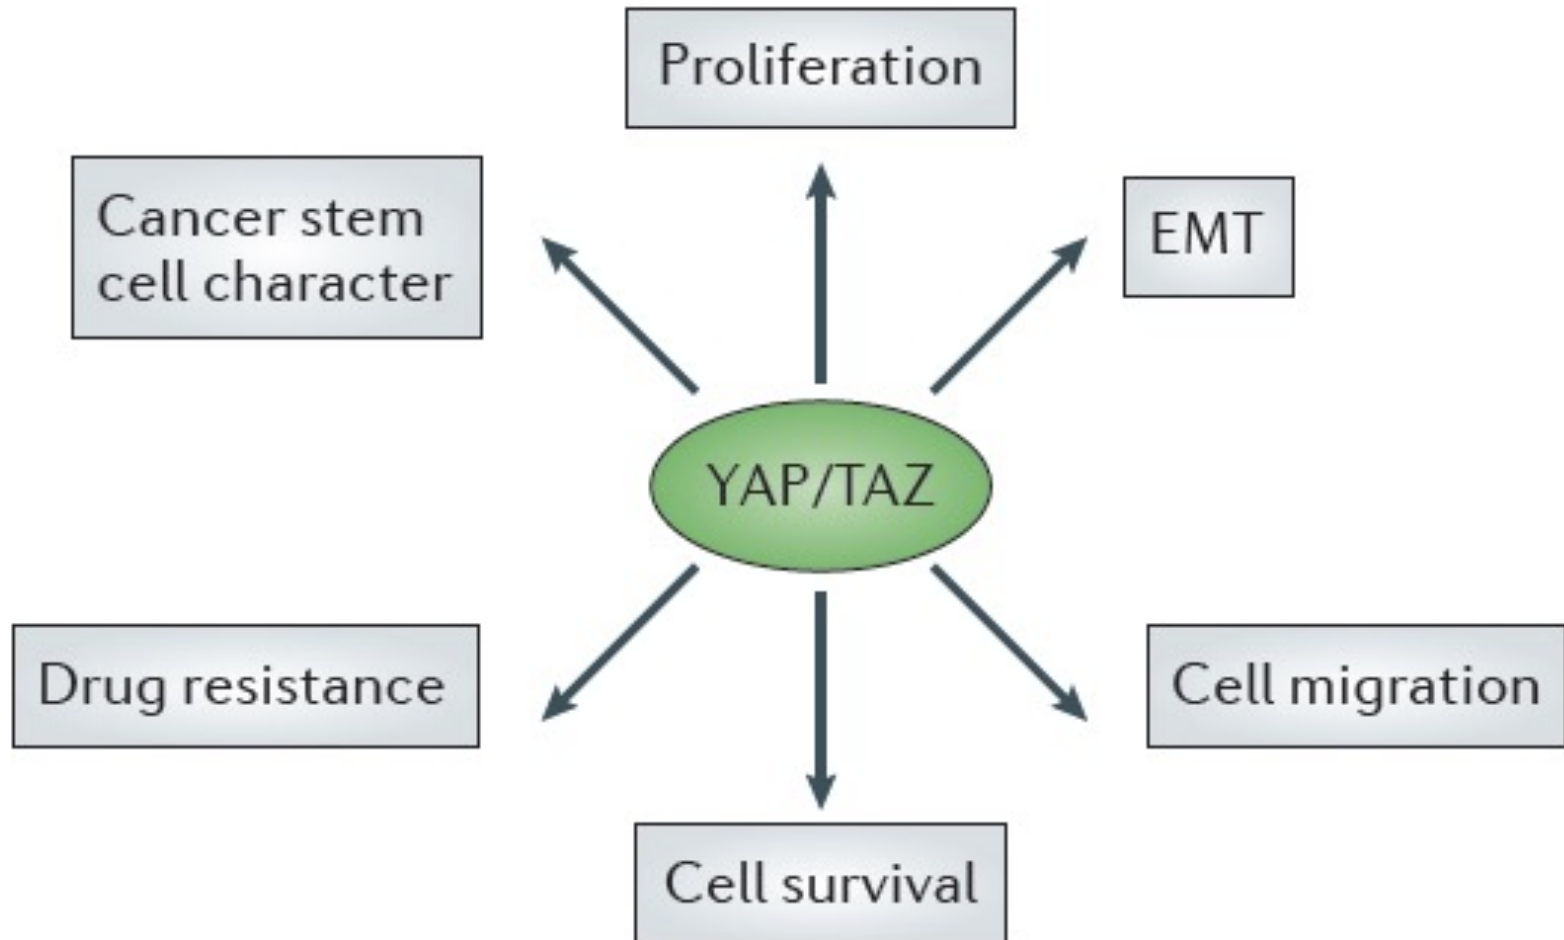 Proliferation
Cancer stem
cell character
EMT
YAP/TAZ
Drug resistance
Cell migration
Cell survival